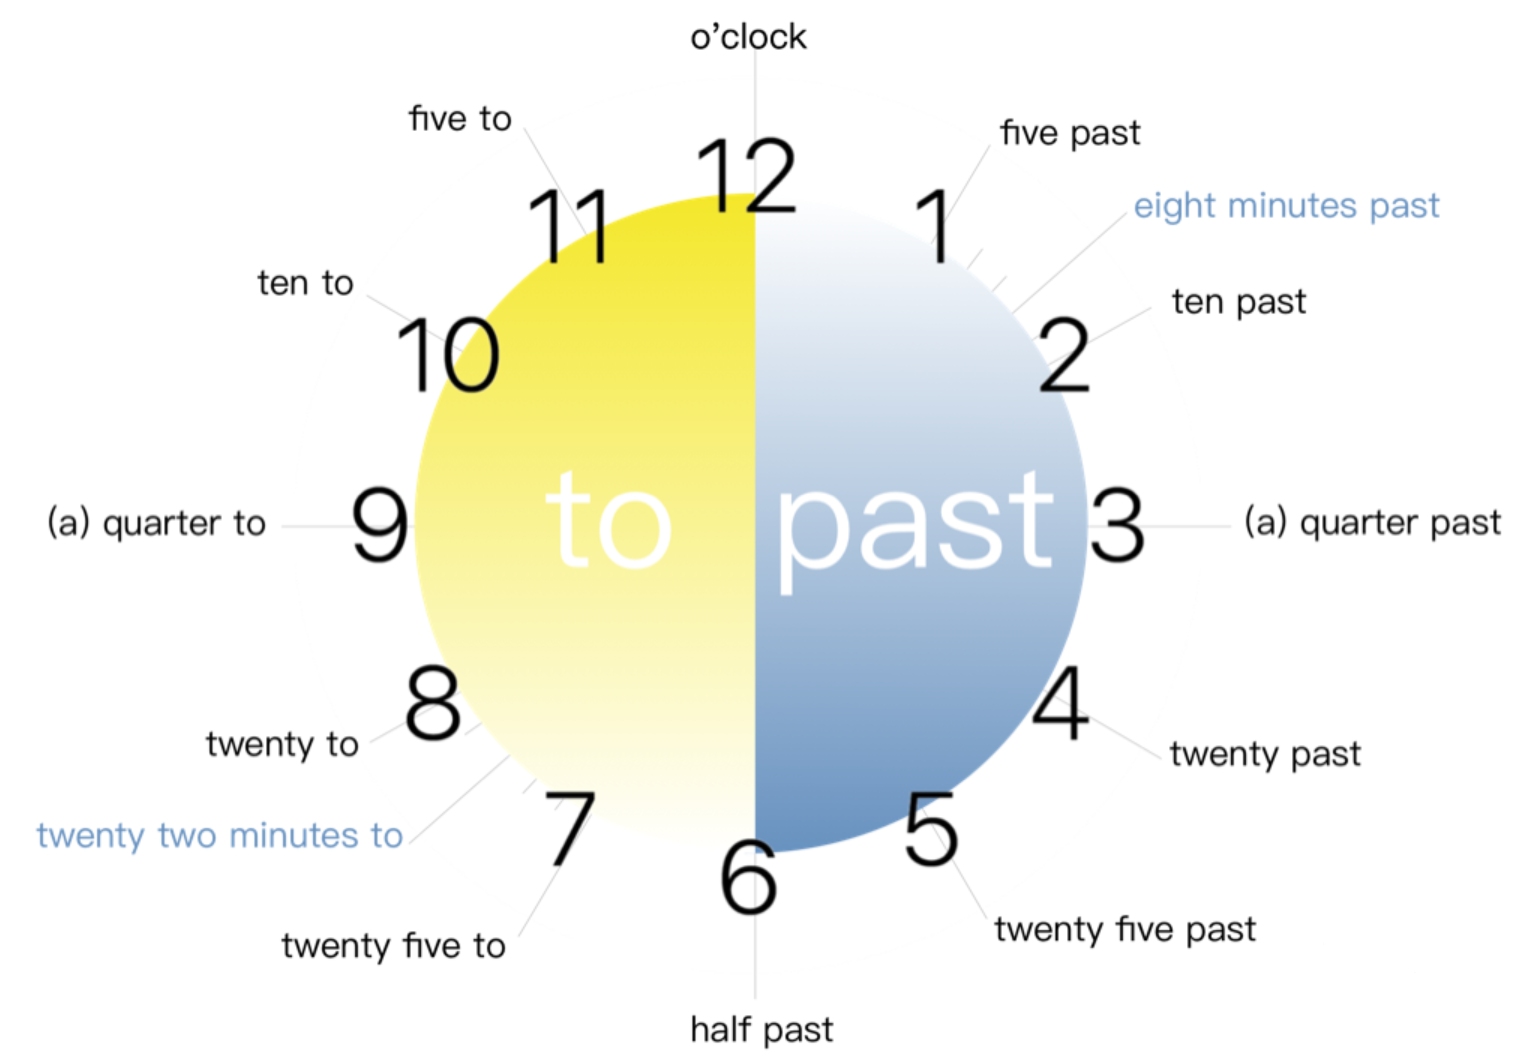 o’clock
five to
five past
12
11
1
eight minutes past
ten to
ten past
10
2
(a) quarter to
9
to
past
3
(a) quarter past
8
4
twenty to
twenty past
twenty two minutes to
7
5
6
twenty five to
twenty five past
half past